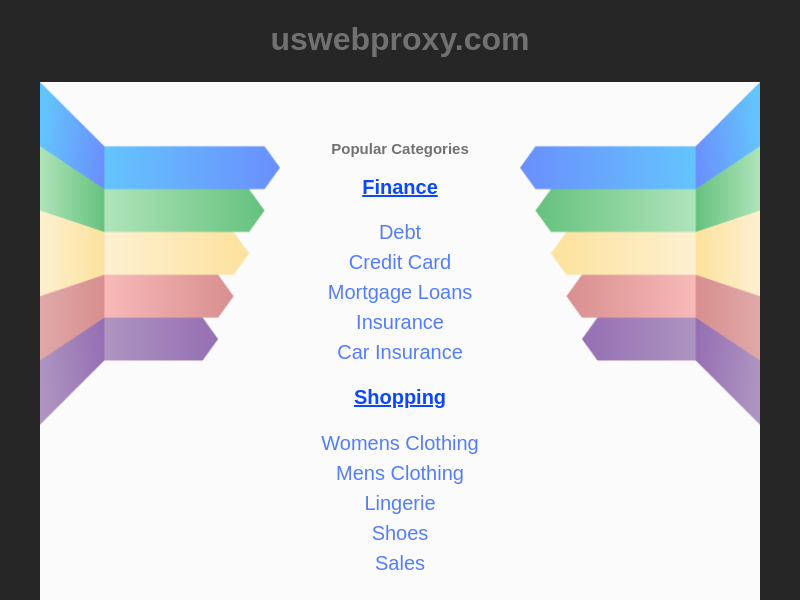 uswebproxy.com
Popular Categories
Finance
Debt
Credit Card
Mortgage Loans
Insurance
Car Insurance
Shopping
Womens Clothing
Mens Clothing
Lingerie
Shoes
Sales